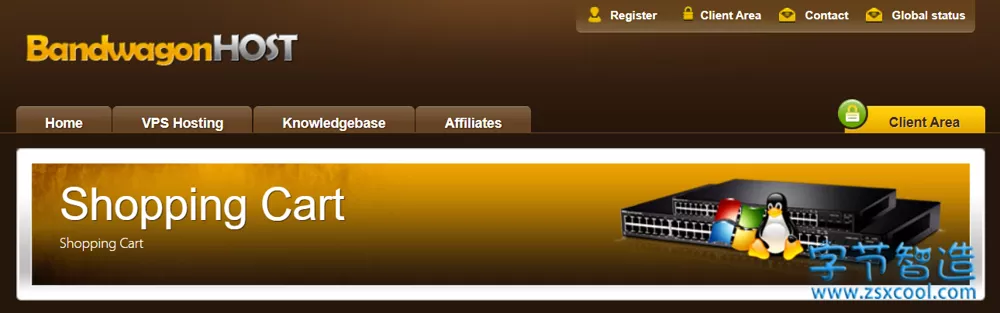 Register Client Area Contact Global status
BandwagonHOST
Home VPS Hosting Knowledgebase Affiliates Client Area
Shopping Cart
Shopping Cart
字节智造
www.zsxcool.com